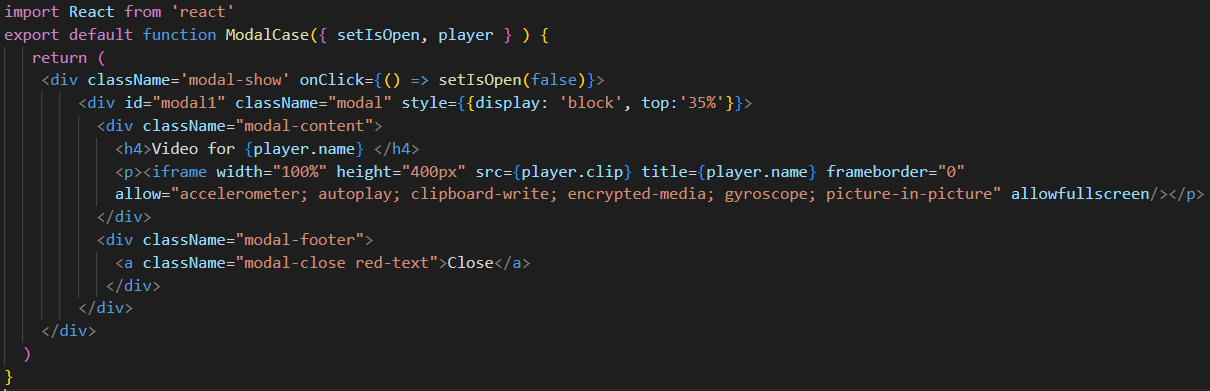 import React from 'react'
export default function ModalCase({ setIsOpen, player } ) {
return (
<div className='modal-show' onClick={() => setIsOpen(false)}>
<div id="modal1" className="modal" style={{display: 'block', top:'35%'}}>
<div className="modal-content">
<h4>Video for {player.name} </h4>
<p><iframe width="100%" height="400px" src={player.clip} title={player.name} frameborder="0"
allow="accelerometer; autoplay; clipboard-write; encrypted-media; gyroscope; picture-in-picture" allowfullscreen/></p>
</div>
<div className="modal-footer">
<a className="modal-close red-text">Close</a>
</div>
</div>
</div>
)
}